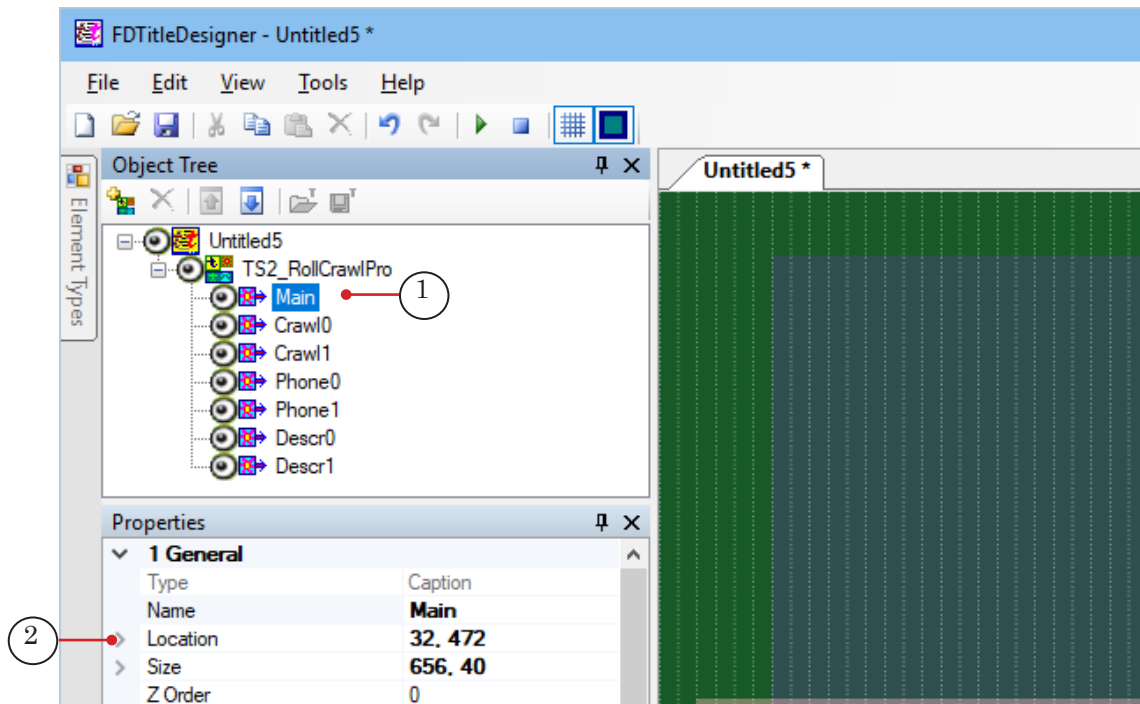 FDTitleDesigner - Untitled5 *
File Edit View Tools Help
Object Tree
Untitled5 *
Element Types
Untitled5
TS2_RollCrawlPro
Main
1
Crawl0
Crawl1
Phone0
Phone1
Descr0
Descr1
Properties
1 General
Type Caption
Name Main
2
Location 32, 472
Size 656, 40
Z Order 0